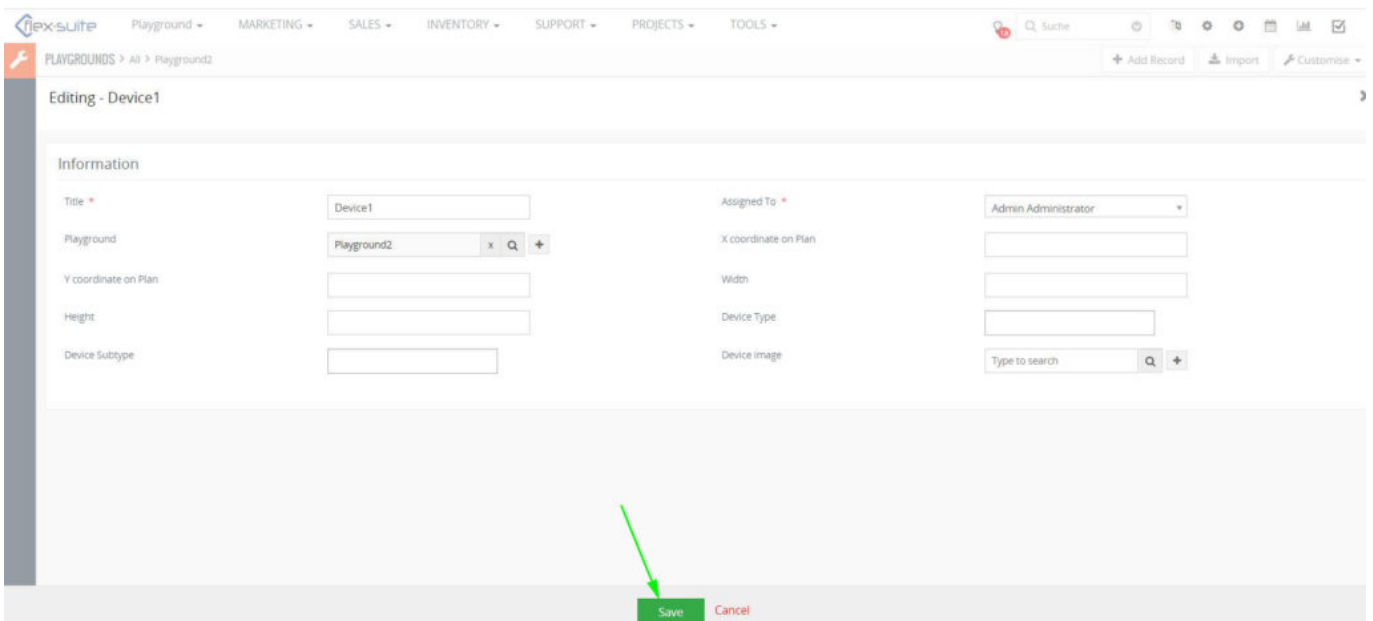 flex-suite Playground MARKETING SALES INVENTORY SUPPORT PROJECTS TOOLS Suche
PLAYGROUNDS > All > Playground2 + Add Record Import Customise
Editing - Device1
Information
Title * Device1 Assigned To * Admin Administrator
Playground Playground2 x + X coordinate on Plan
Y coordinate on Plan Width
Height Device Type
Device Subtype Device Image Type to search +
Save Cancel